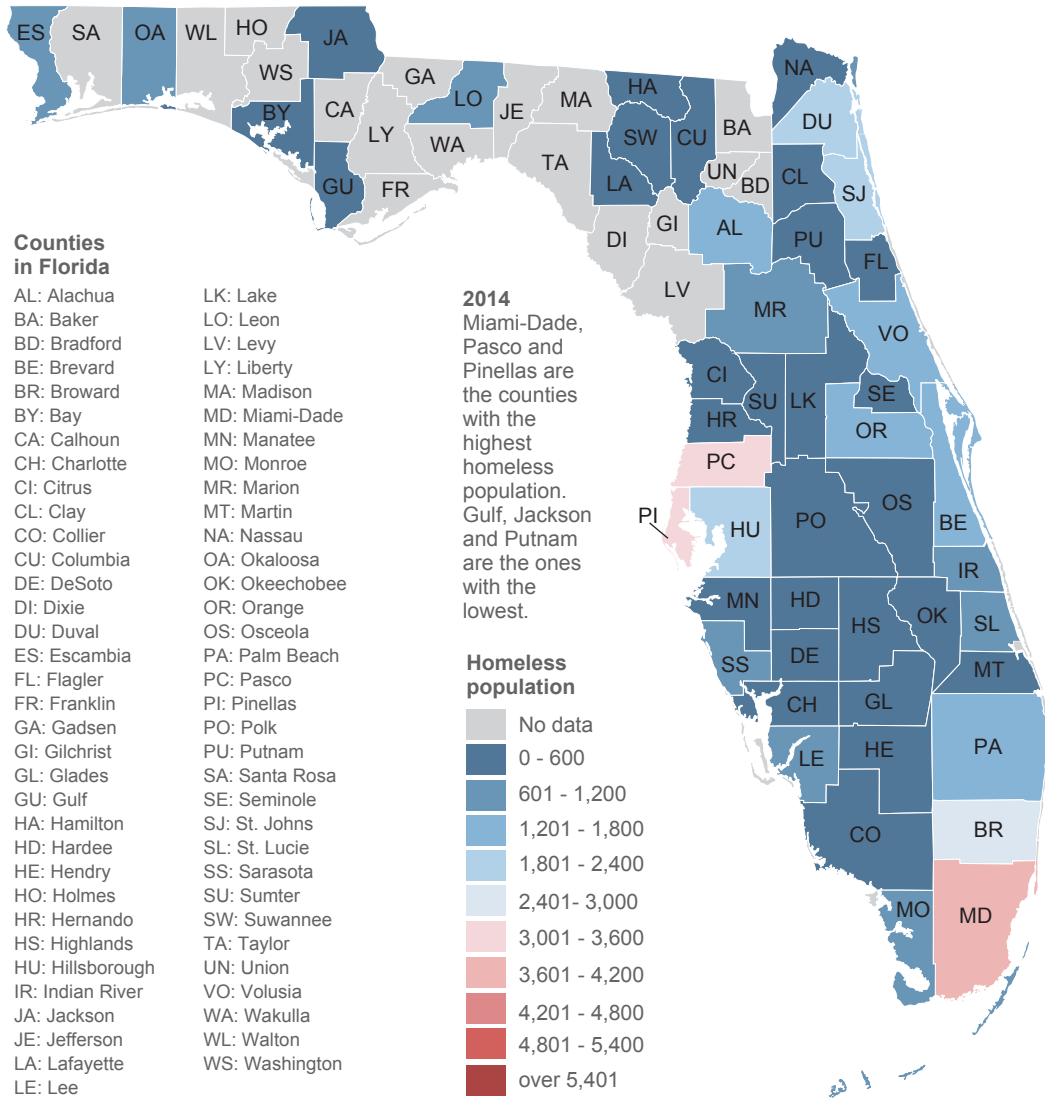 ES
SA
OA
WL
HO
WS
JA
BY
CA
GU
LY
GA
LO
WA
FR
JE
MA
TA
HA
SW
CU
LA
BA
UN
BD
DI
GI
LV
AL
NA
DU
CL
SJ
PU
FL
MR
VO
CI
SU
LK
SE
HR
OR
PC
PI
HU
PO
OS
BE
IR
MN
HD
HS
OK
SL
SS
DE
MT
CH
GL
LE
HE
PA
CO
BR
MO
MD
Counties
in Florida
AL: Alachua
BA: Baker
BD: Bradford
BE: Brevard
BR: Broward
BY: Bay
CA: Calhoun
CH: Charlotte
CI: Citrus
CL: Clay
CO: Collier
CU: Columbia
DE: DeSoto
DI: Dixie
DU: Duval
ES: Escambia
FL: Flagler
FR: Franklin
GA: Gadsen
GI: Gilchrist
GL: Glades
GU: Gulf
HA: Hamilton
HD: Hardee
HE: Hendry
HO: Holmes
HR: Hernando
HS: Highlands
HU: Hillsborough
IR: Indian River
JA: Jackson
JE: Jefferson
LA: Lafayette
LE: Lee
LK: Lake
LO: Leon
LV: Levy
LY: Liberty
MA: Madison
MD: Miami-Dade
MN: Manatee
MO: Monroe
MR: Marion
MT: Martin
NA: Nassau
OA: Okaloosa
OK: Okeechobee
OR: Orange
OS: Osceola
PA: Palm Beach
PC: Pasco
PI: Pinellas
PO: Polk
PU: Putnam
SA: Santa Rosa
SE: Seminole
SJ: St. Johns
SL: St. Lucie
SS: Sarasota
SU: Sumter
SW: Suwannee
TA: Taylor
UN: Union
VO: Volusia
WA: Wakulla
WL: Walton
WS: Washington
2014
Miami-Dade,
Pasco and
Pinellas are
the counties
with the
highest
homeless
population.
Gulf, Jackson
and Putnam
are the ones
with the
lowest.
Homeless
population
No data
0 - 600
601 - 1,200
1,201 - 1,800
1,801 - 2,400
2,401- 3,000
3,001 - 3,600
3,601 - 4,200
4,201 - 4,800
4,801 - 5,400
over 5,401